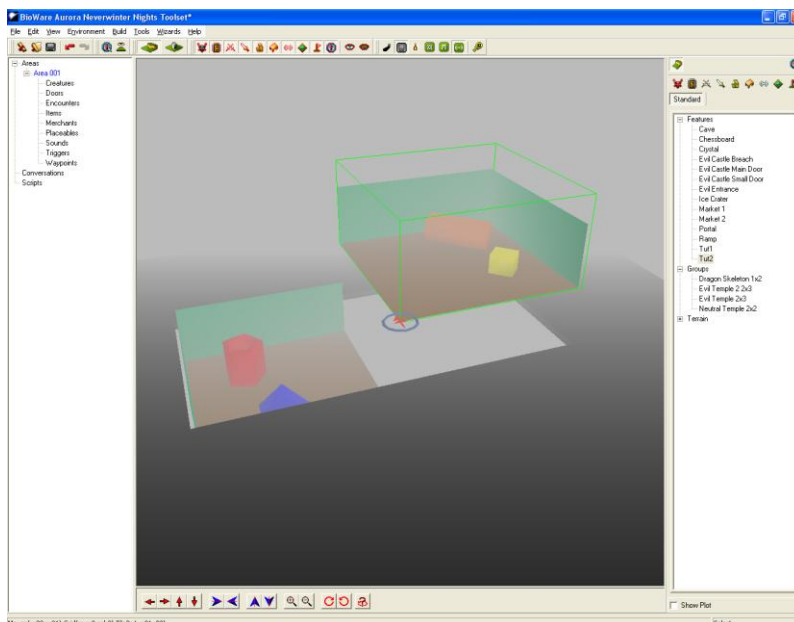 BioWare Aurora Neverwinter Nights Toolset*
File Edit View Environment Build Tools Wizards Help
Areas
Area 001
Creatures
Doors
Encounters
Items
Merchants
Placeables
Sounds
Triggers
Waypoints
Conversations
Scripts
Standard
Features
Cave
Chessboard
Crystal
Evil Castle Breach
Evil Castle Main Door
Evil Castle Small Door
Evil Entrance
Ice Crater
Market 1
Market 2
Portal
Ramp
Tut1
Tut2
Groups
Dragon Skeleton 1x2
Evil Temple 2 2x3
Evil Temple 2x3
Neutral Temple 2x2
Terrain
Show Plot